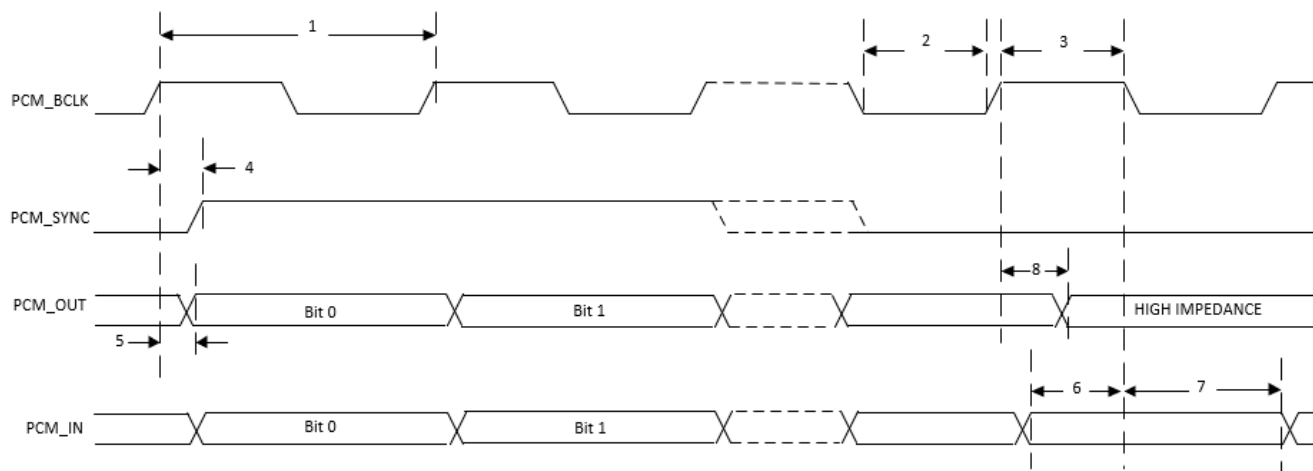 1
2
3
PCM_BCLK
4
PCM_SYNC
8
PCM_OUT
Bit 0
Bit 1
HIGH IMPEDANCE
5
6
7
PCM_IN
Bit 0
Bit 1